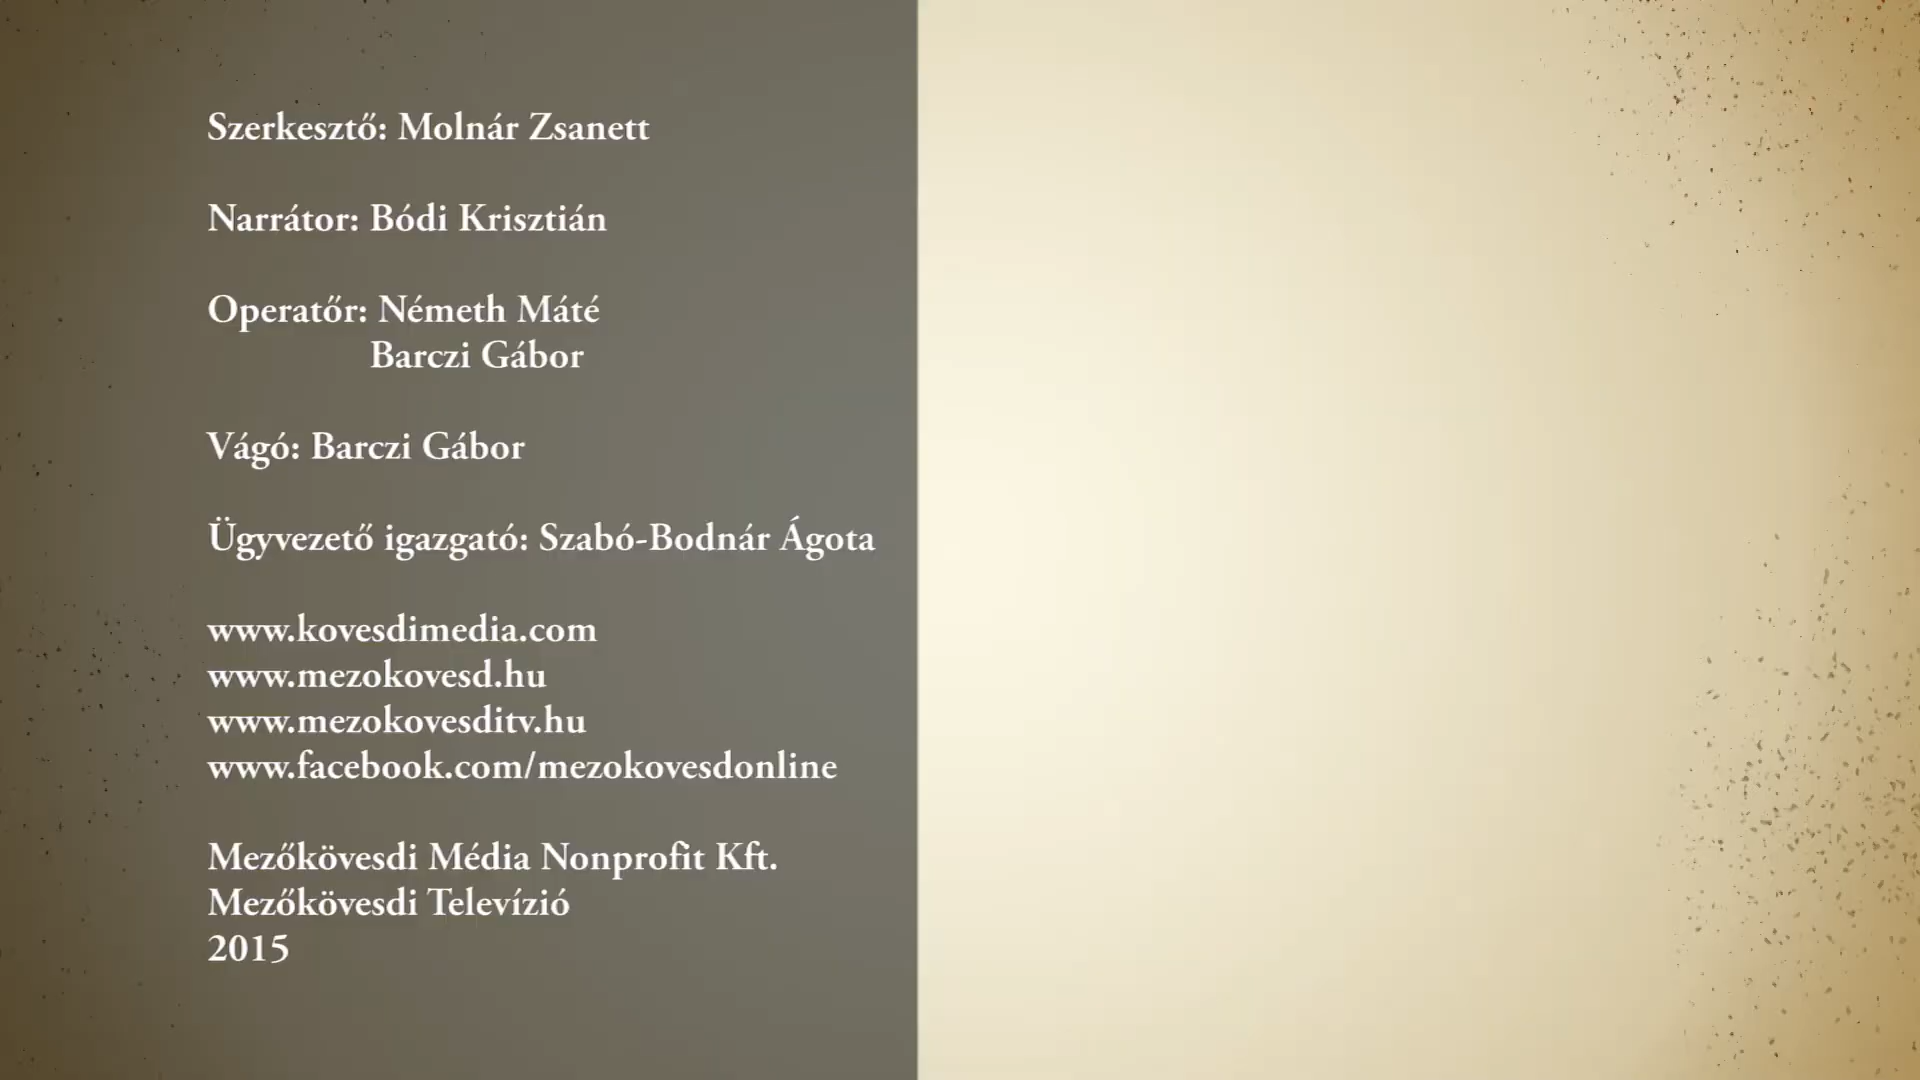 Szerkesztő: Molnár Zsanett
Narrátor: Bódi Krisztián
Operatőr: Németh Máté
Barczi Gábor
Vágó: Barczi Gábor
Ügyvezető igazgató: Szabó-Bodnár Ágota
www.kovesdimedia.com
www.mezokovesd.hu
www.mezokovesditv.hu
www.facebook.com/mezokovesdonline
Mezőkövesdi Média Nonprofit Kft.
Mezőkövesdi Televízió
2015